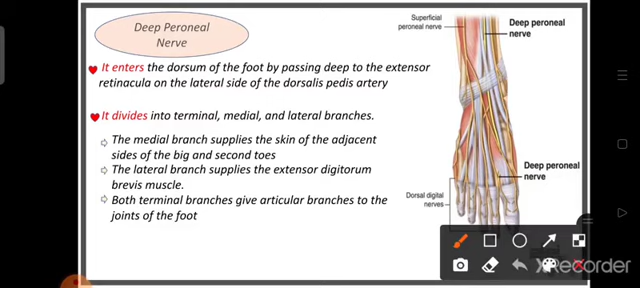 Deep Peroneal
Nerve
It enters the dorsum of the foot by passing deep to the extensor
retinacula on the lateral side of the dorsalis pedis artery
It divides into terminal, medial, and lateral branches.
The medial branch supplies the skin of the adjacent
sides of the big and second toes
The lateral branch supplies the extensor digitorum
brevis muscle.
Both terminal branches give articular branches to the
joints of the foot
Superficial
peroneal nerve
Deep peroneal
nerve
Deep peroneal
nerve
Dorsal digital
nerves
XRecorder